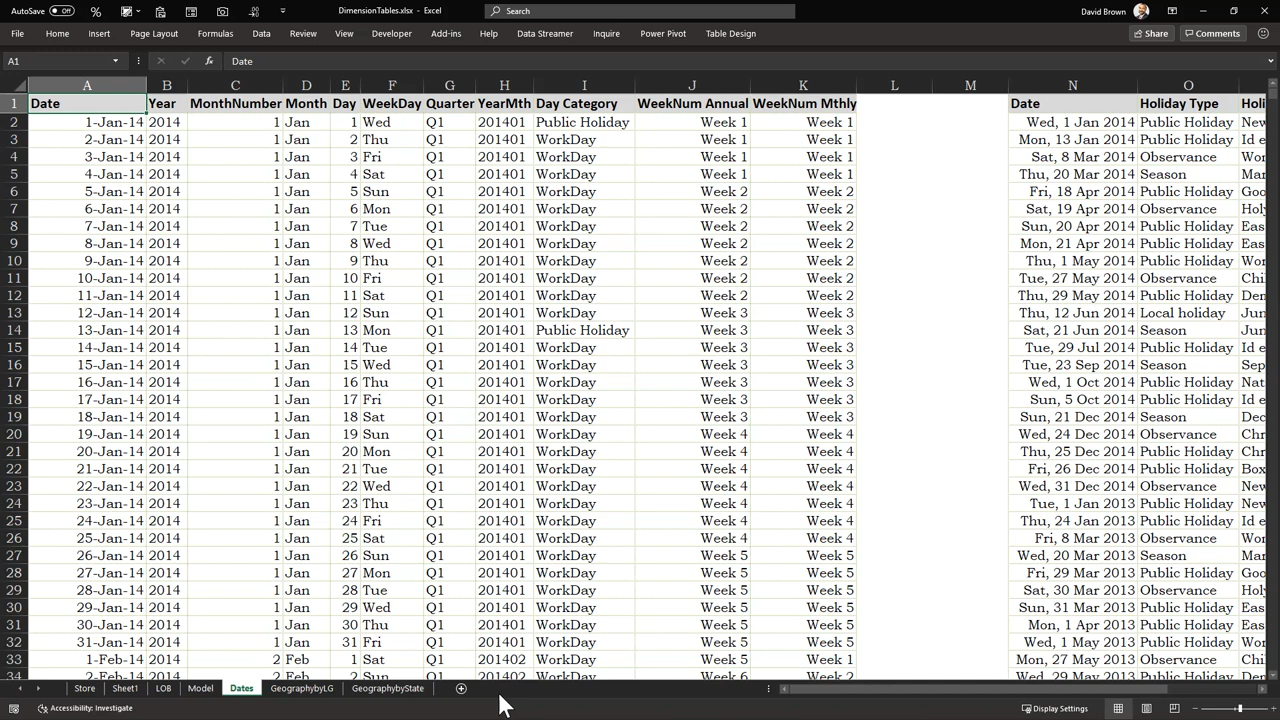 AutoSave Off DimensionTables.xlsx - Excel Search David Brown
File Home Insert Page Layout Formulas Data Review View Developer Add-ins Help Data Streamer Inquire Power Pivot Table Design Share Comments
A1 fx Date
A B C D E F G H I J K L M N O
1 Date Year MonthNumber Month Day WeekDay Quarter YearMth Day Category WeekNum Annual WeekNum Mthly Date Holiday Type Holi
2 1-Jan-14 2014 1 Jan 1 Wed Q1 201401 Public Holiday Week 1 Week 1 Wed, 1 Jan 2014 Public Holiday New
3 2-Jan-14 2014 1 Jan 2 Thu Q1 201401 WorkDay Week 1 Week 1 Mon, 13 Jan 2014 Public Holiday Id e
4 3-Jan-14 2014 1 Jan 3 Fri Q1 201401 WorkDay Week 1 Week 1 Sat, 8 Mar 2014 Observance Wor
5 4-Jan-14 2014 1 Jan 4 Sat Q1 201401 WorkDay Week 1 Week 1 Thu, 20 Mar 2014 Season Mar
6 5-Jan-14 2014 1 Jan 5 Sun Q1 201401 WorkDay Week 2 Week 2 Fri, 18 Apr 2014 Public Holiday Goo
7 6-Jan-14 2014 1 Jan 6 Mon Q1 201401 WorkDay Week 2 Week 2 Sat, 19 Apr 2014 Observance Holy
8 7-Jan-14 2014 1 Jan 7 Tue Q1 201401 WorkDay Week 2 Week 2 Sun, 20 Apr 2014 Observance Eas
9 8-Jan-14 2014 1 Jan 8 Wed Q1 201401 WorkDay Week 2 Week 2 Mon, 21 Apr 2014 Public Holiday Eas
10 9-Jan-14 2014 1 Jan 9 Thu Q1 201401 WorkDay Week 2 Week 2 Thu, 1 May 2014 Public Holiday Wor
11 10-Jan-14 2014 1 Jan 10 Fri Q1 201401 WorkDay Week 2 Week 2 Tue, 27 May 2014 Observance Chi
12 11-Jan-14 2014 1 Jan 11 Sat Q1 201401 WorkDay Week 2 Week 2 Thu, 29 May 2014 Public Holiday Den
13 12-Jan-14 2014 1 Jan 12 Sun Q1 201401 WorkDay Week 3 Week 3 Thu, 12 Jun 2014 Local holiday Jun
14 13-Jan-14 2014 1 Jan 13 Mon Q1 201401 Public Holiday Week 3 Week 3 Sat, 21 Jun 2014 Season Jun
15 14-Jan-14 2014 1 Jan 14 Tue Q1 201401 WorkDay Week 3 Week 3 Tue, 29 Jul 2014 Public Holiday Id e
16 15-Jan-14 2014 1 Jan 15 Wed Q1 201401 WorkDay Week 3 Week 3 Tue, 23 Sep 2014 Season Sep
17 16-Jan-14 2014 1 Jan 16 Thu Q1 201401 WorkDay Week 3 Week 3 Wed, 1 Oct 2014 Public Holiday Nat
18 17-Jan-14 2014 1 Jan 17 Fri Q1 201401 WorkDay Week 3 Week 3 Sun, 5 Oct 2014 Public Holiday Id e
19 18-Jan-14 2014 1 Jan 18 Sat Q1 201401 WorkDay Week 3 Week 3 Sun, 21 Dec 2014 Season Dec
20 19-Jan-14 2014 1 Jan 19 Sun Q1 201401 WorkDay Week 4 Week 4 Wed, 24 Dec 2014 Observance Chr
21 20-Jan-14 2014 1 Jan 20 Mon Q1 201401 WorkDay Week 4 Week 4 Thu, 25 Dec 2014 Public Holiday Chr
22 21-Jan-14 2014 1 Jan 21 Tue Q1 201401 WorkDay Week 4 Week 4 Fri, 26 Dec 2014 Public Holiday Box
23 22-Jan-14 2014 1 Jan 22 Wed Q1 201401 WorkDay Week 4 Week 4 Wed, 31 Dec 2014 Observance New
24 23-Jan-14 2014 1 Jan 23 Thu Q1 201401 WorkDay Week 4 Week 4 Tue, 1 Jan 2013 Public Holiday New
25 24-Jan-14 2014 1 Jan 24 Fri Q1 201401 WorkDay Week 4 Week 4 Thu, 24 Jan 2013 Public Holiday Id e
26 25-Jan-14 2014 1 Jan 25 Sat Q1 201401 WorkDay Week 4 Week 4 Fri, 8 Mar 2013 Observance Wor
27 26-Jan-14 2014 1 Jan 26 Sun Q1 201401 WorkDay Week 5 Week 5 Wed, 20 Mar 2013 Season Mar
28 27-Jan-14 2014 1 Jan 27 Mon Q1 201401 WorkDay Week 5 Week 5 Fri, 29 Mar 2013 Public Holiday Goo
29 28-Jan-14 2014 1 Jan 28 Tue Q1 201401 WorkDay Week 5 Week 5 Sat, 30 Mar 2013 Observance Holy
30 29-Jan-14 2014 1 Jan 29 Wed Q1 201401 WorkDay Week 5 Week 5 Sun, 31 Mar 2013 Public Holiday Eas
31 30-Jan-14 2014 1 Jan 30 Thu Q1 201401 WorkDay Week 5 Week 5 Mon, 1 Apr 2013 Public Holiday Eas
32 31-Jan-14 2014 1 Jan 31 Fri Q1 201401 WorkDay Week 5 Week 5 Wed, 1 May 2013 Public Holiday Wor
33 1-Feb-14 2014 2 Feb 1 Sat Q1 201402 WorkDay Week 5 Week 1 Mon, 27 May 2013 Observance Chi
Store Sheet1 LOB Model Dates GeographybyLG GeographybyState
Accessibility: Investigate Display Settings